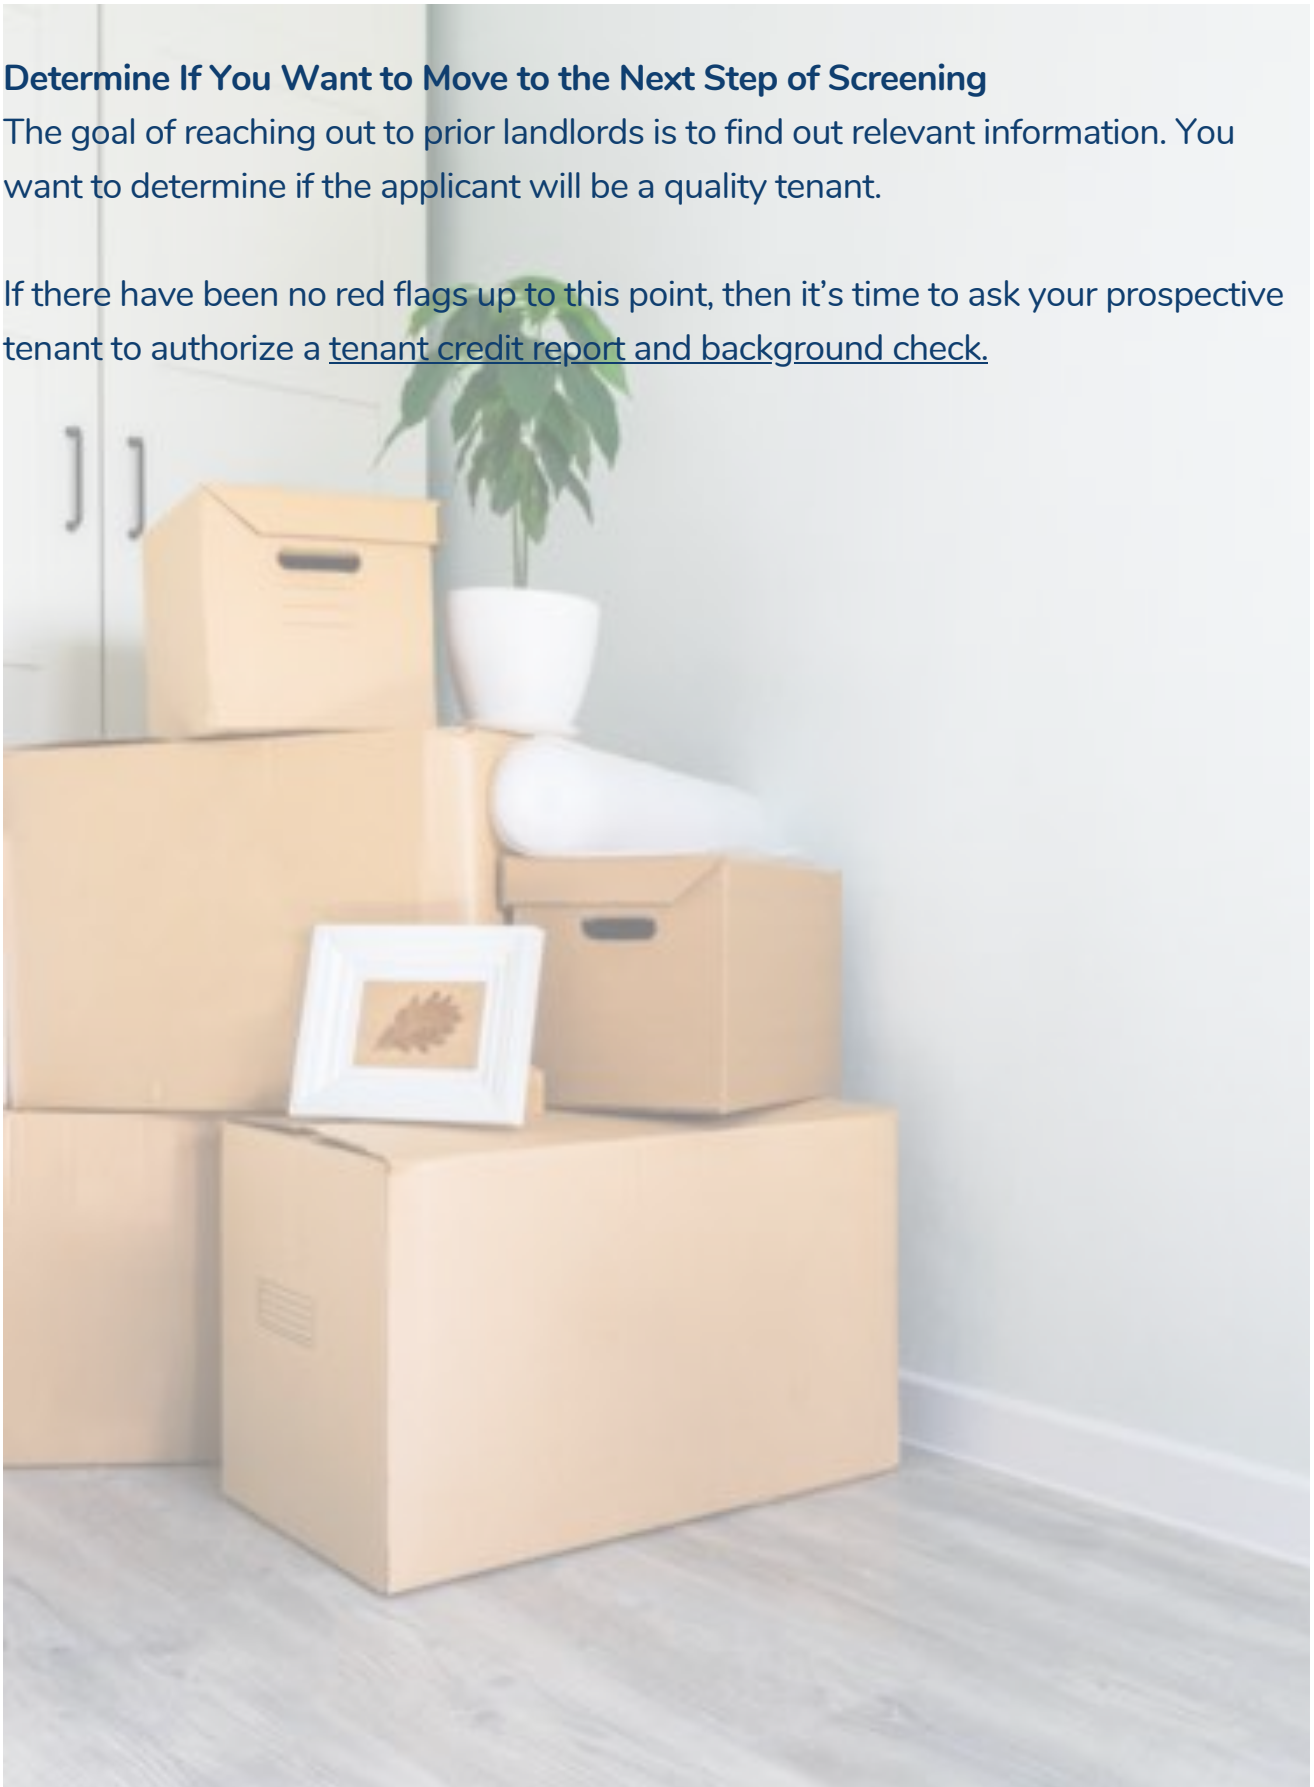 Determine If You Want to Move to the Next Step of Screening
The goal of reaching out to prior landlords is to find out relevant information. You
want to determine if the applicant will be a quality tenant.
If there have been no red flags up to this point, then it’s time to ask your prospective
tenant to authorize a tenant credit report and background check.